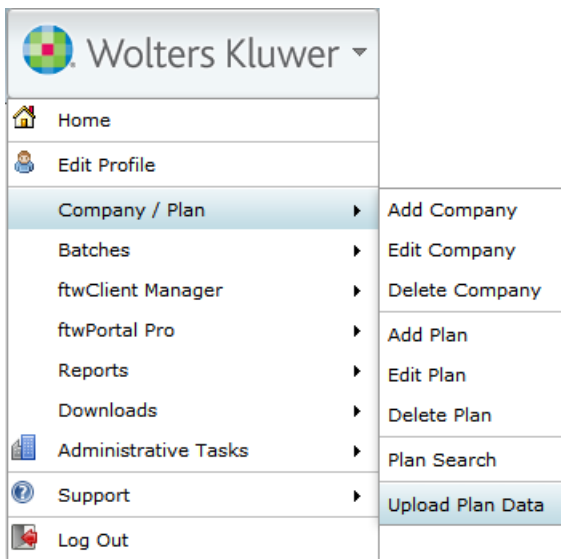 Wolters Kluwer
Home
Edit Profile
Company / Plan
Batches
ftwClient Manager
ftwPortal Pro
Reports
Downloads
Administrative Tasks
Support
Log Out
Add Company
Edit Company
Delete Company
Add Plan
Edit Plan
Delete Plan
Plan Search
Upload Plan Data